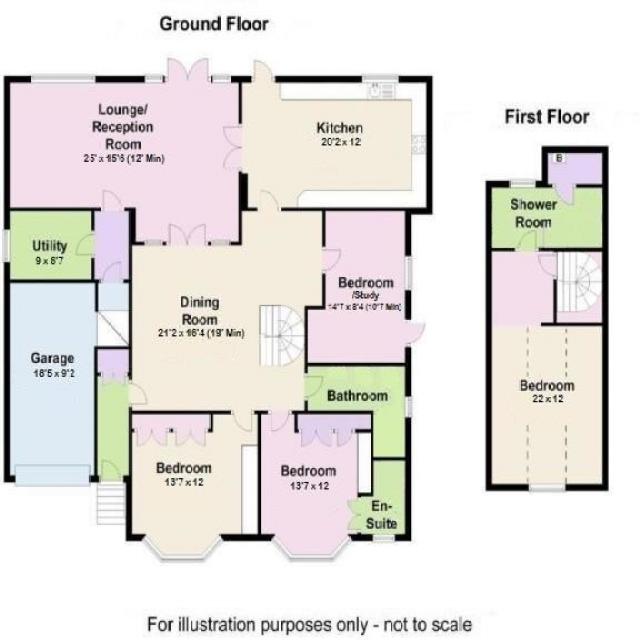 Ground Floor
Lounge/
Reception
Room
25' x 15'6 (12' Min)
Kitchen
20'2 x 12
First Floor
B
Shower
Room
Utility
9 x 6'7
Bedroom
/Study
14'7 x 8'4 (10'7 Min)
Dining
Room
21'2 x 16'4 (19' Min)
Garage
16'5 x 9'2
Bedroom
22 x 12
Bathroom
Bedroom
13'7 x 12
Bedroom
13'7 x 12
En-
Suite
For illustration purposes only - not to scale